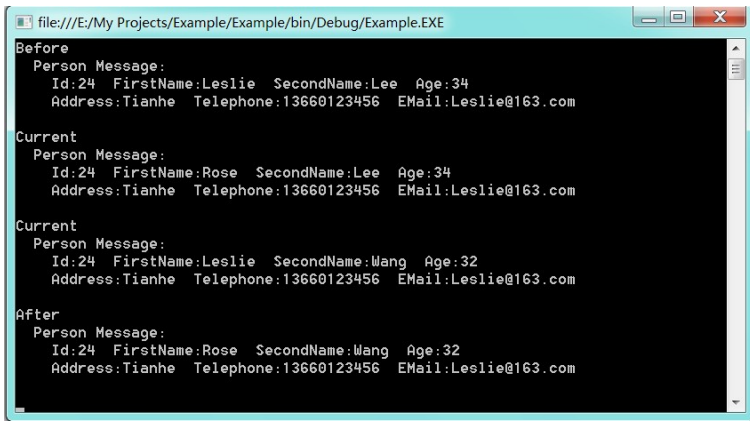 file:///E:/My Projects/Example/Example/bin/Debug/Example.EXE
Before
Person Message:
Id:24 FirstName:Leslie SecondName:Lee Age:34
Address:Tianhe Telephone:13660123456 EMail:Leslie@163.com
Current
Person Message:
Id:24 FirstName:Rose SecondName:Lee Age:34
Address:Tianhe Telephone:13660123456 EMail:Leslie@163.com
Current
Person Message:
Id:24 FirstName:Leslie SecondName:Wang Age:32
Address:Tianhe Telephone:13660123456 EMail:Leslie@163.com
After
Person Message:
Id:24 FirstName:Rose SecondName:Wang Age:32
Address:Tianhe Telephone:13660123456 EMail:Leslie@163.com